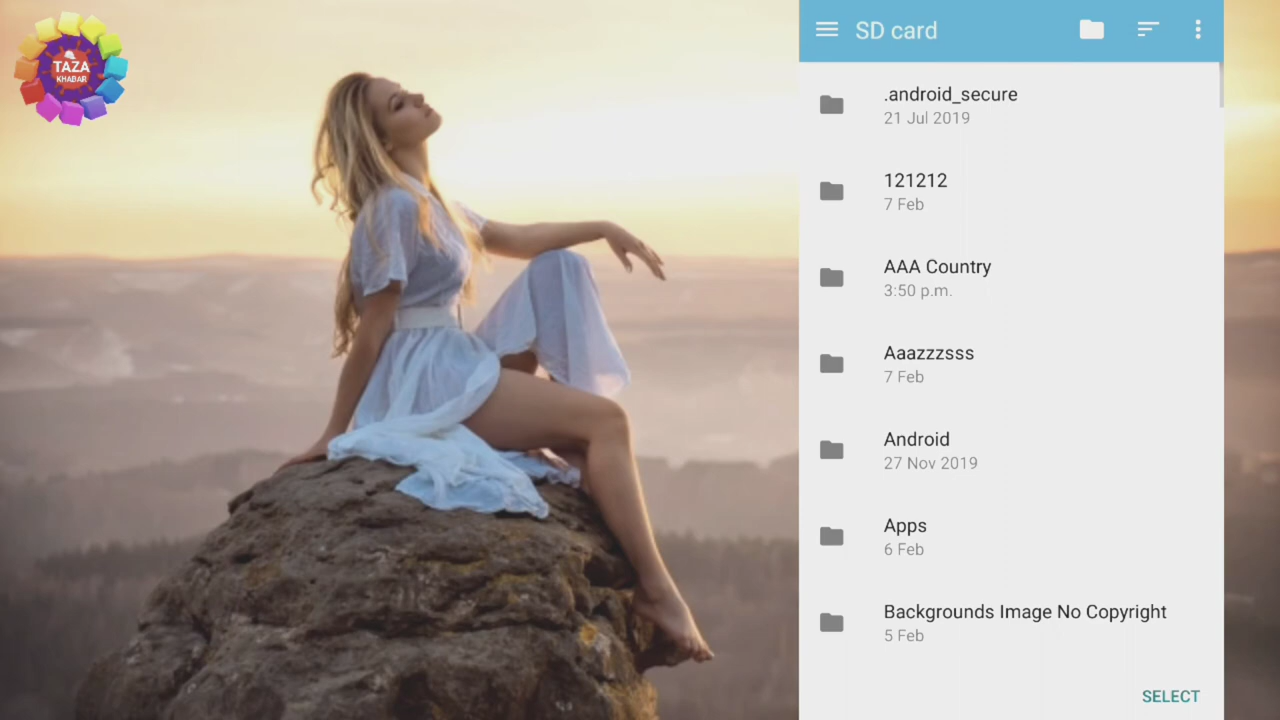 TAZA
KHABAR
SD card
.android_secure
21 Jul 2019
121212
7 Feb
AAA Country
3:50 p.m.
Aaazzzsss
7 Feb
Android
27 Nov 2019
Apps
6 Feb
Backgrounds Image No Copyright
5 Feb
SELECT